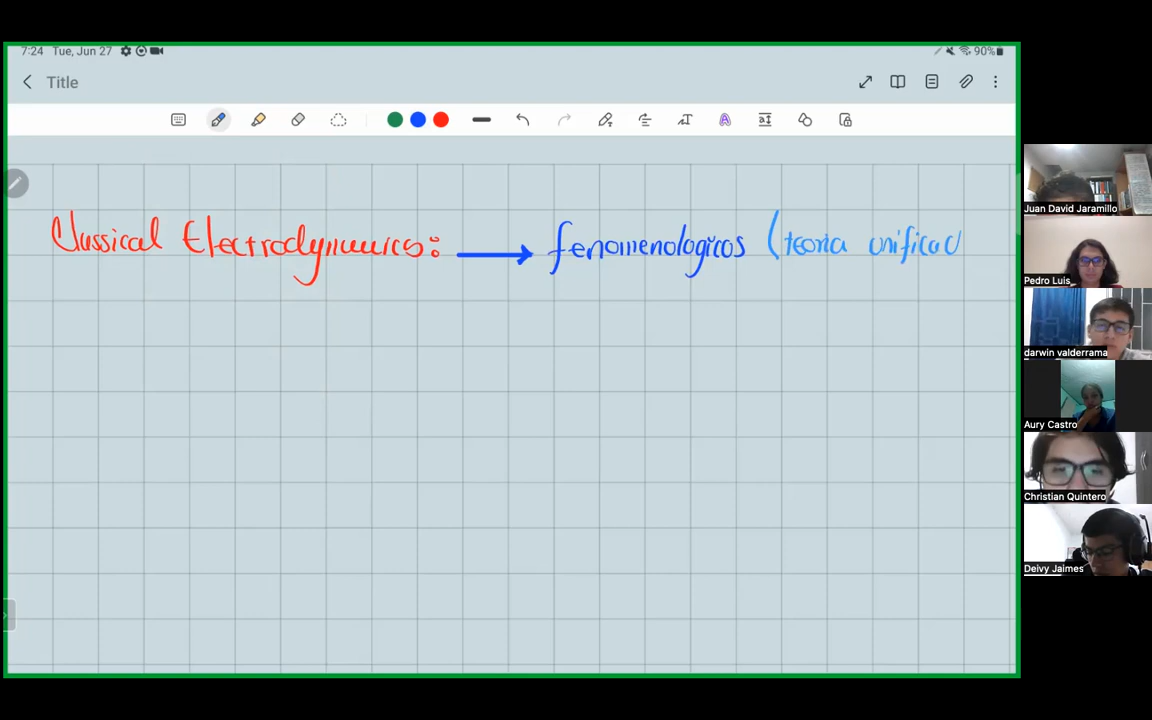 7:24 Tue, Jun 27 90%
Title
Classical Electrodynamics: → fenomenologicos (teoria unificad
Juan David Jaramillo
Pedro Luis
darwin valderrama
Aury Castro
Christian Quintero
Deivy Jaimes